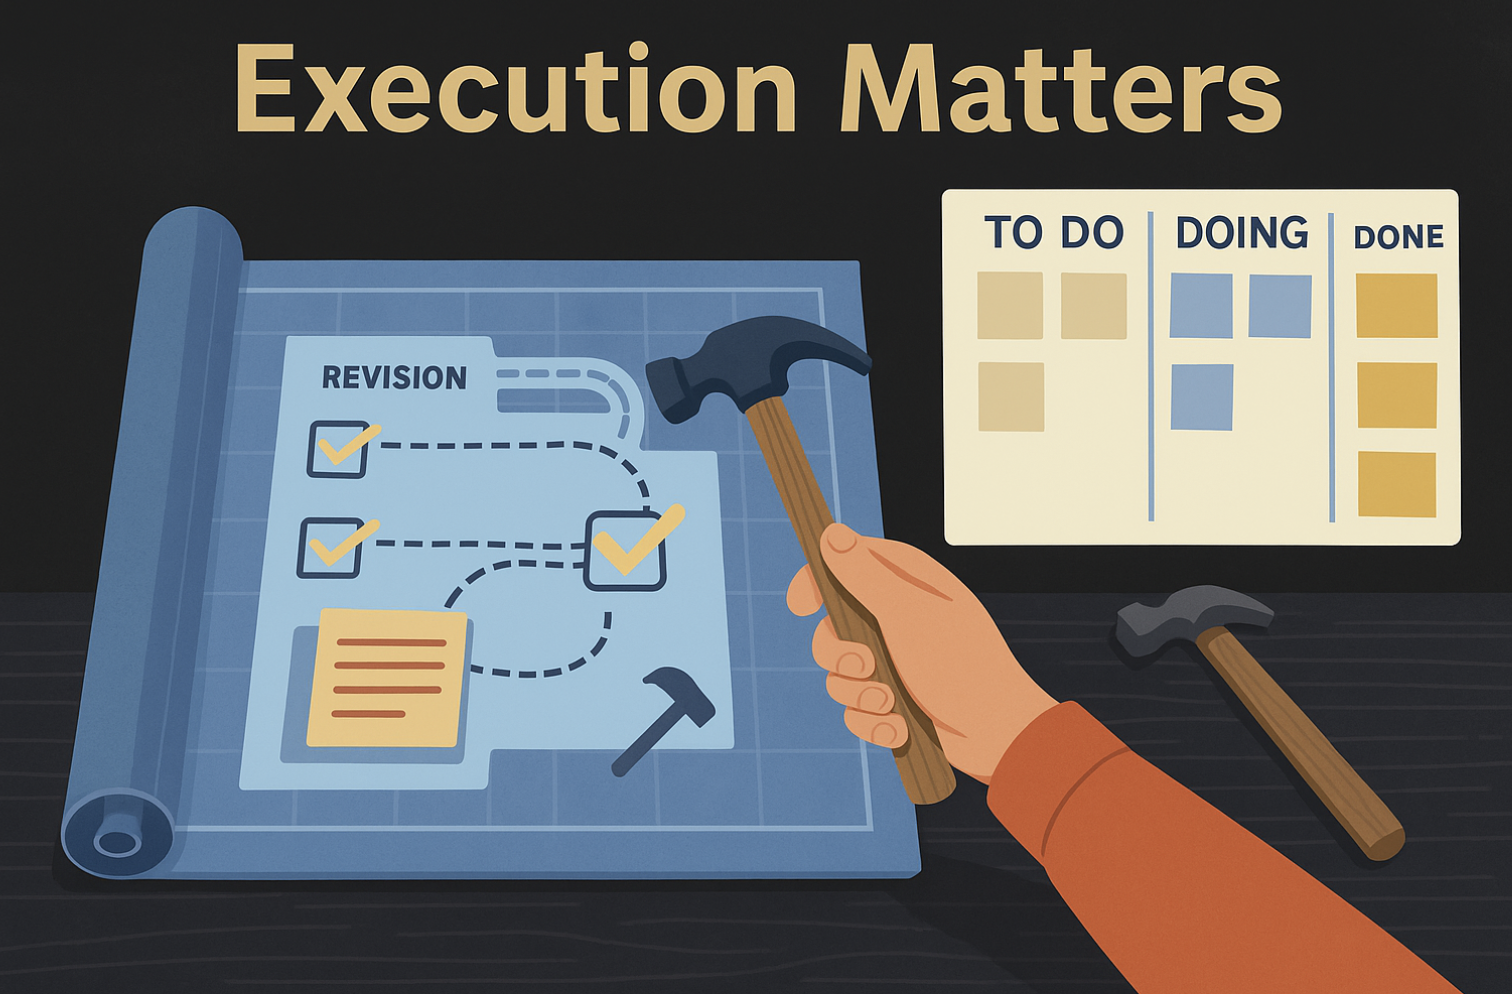 Execution Matters
TO DO
DOING
DONE
REVISION